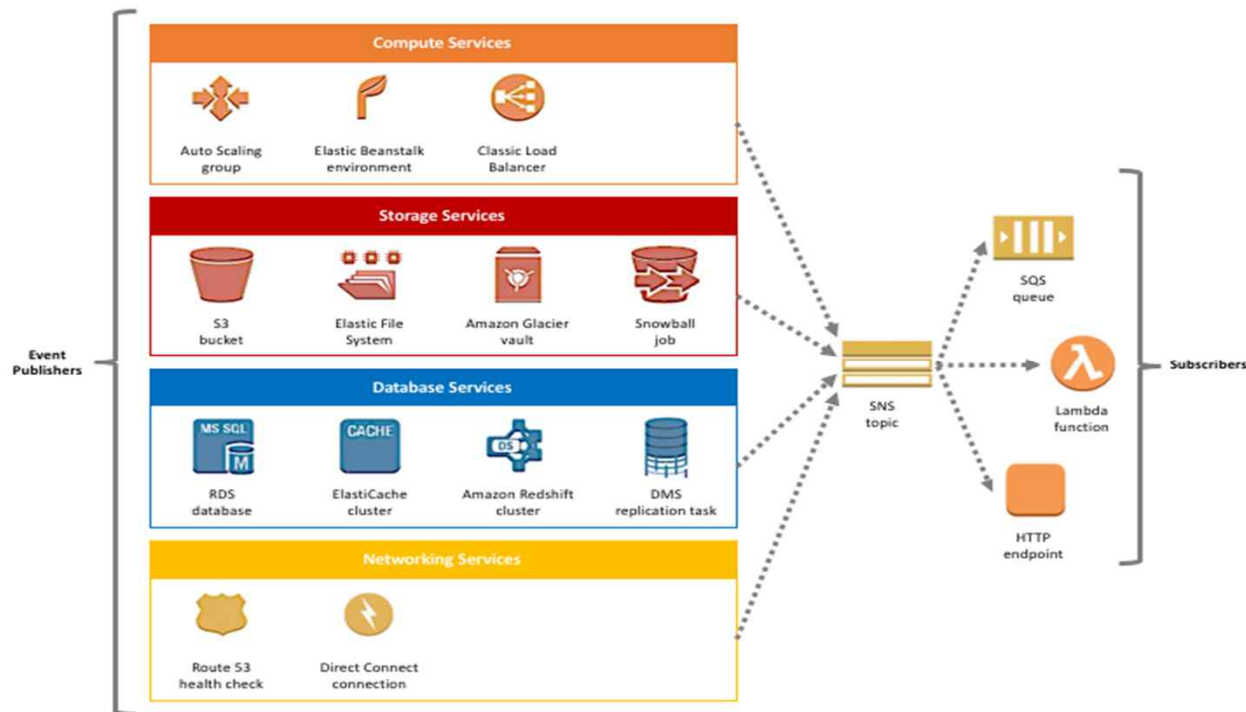 Compute Services
Auto Scaling
group
Elastic Beanstalk
environment
Classic Load
Balancer
Storage Services
S3
bucket
Elastic File
System
Amazon Glacier
vault
Snowball
job
Event
Publishers
Database Services
MS SQL
M
RDS
database
CACHE
ElastiCache
cluster
DS
Amazon Redshift
cluster
DMS
replication task
Networking Services
Route 53
health check
Direct Connect
connection
SNS
topic
SQS
queue
λ
Lambda
function
HTTP
endpoint
Subscribers